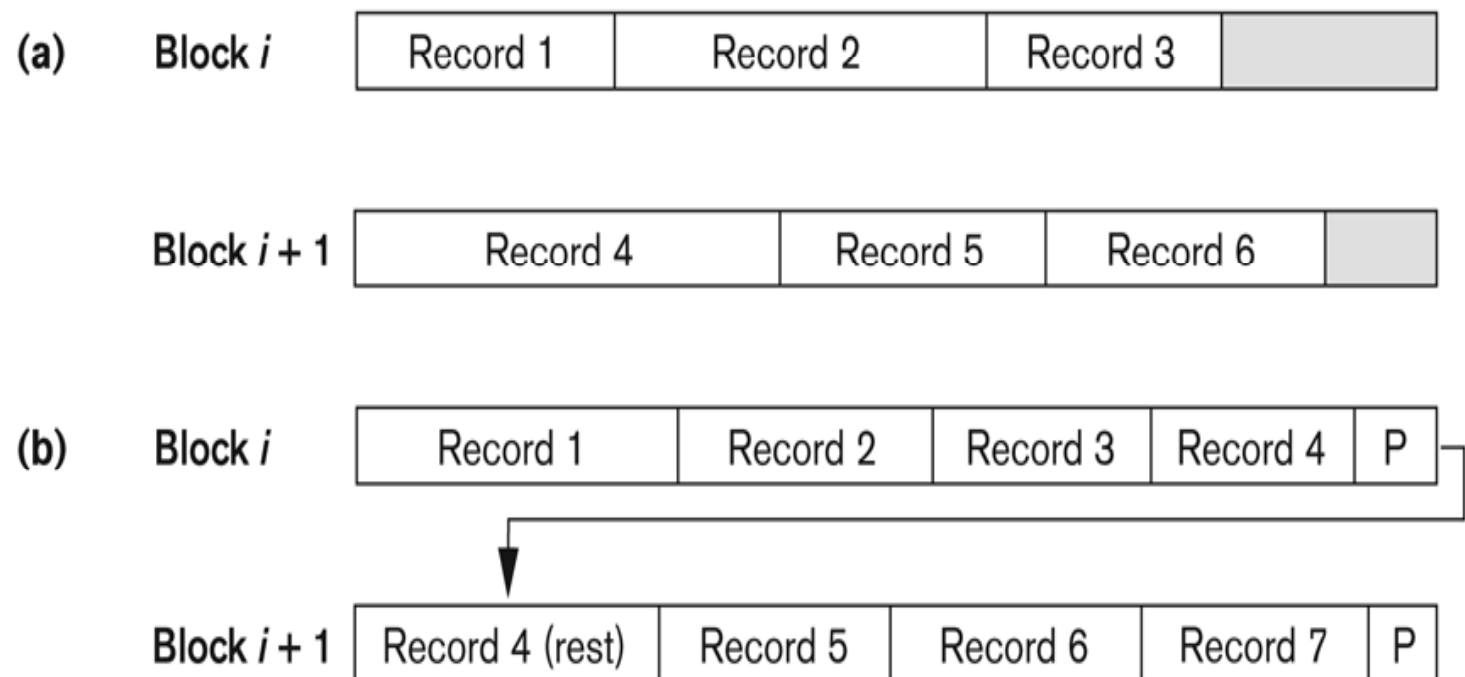 (a) Block i Record 1 Record 2 Record 3
Block i + 1 Record 4 Record 5 Record 6
(b) Block i Record 1 Record 2 Record 3 Record 4 P
Block i + 1 Record 4 (rest) Record 5 Record 6 Record 7 P